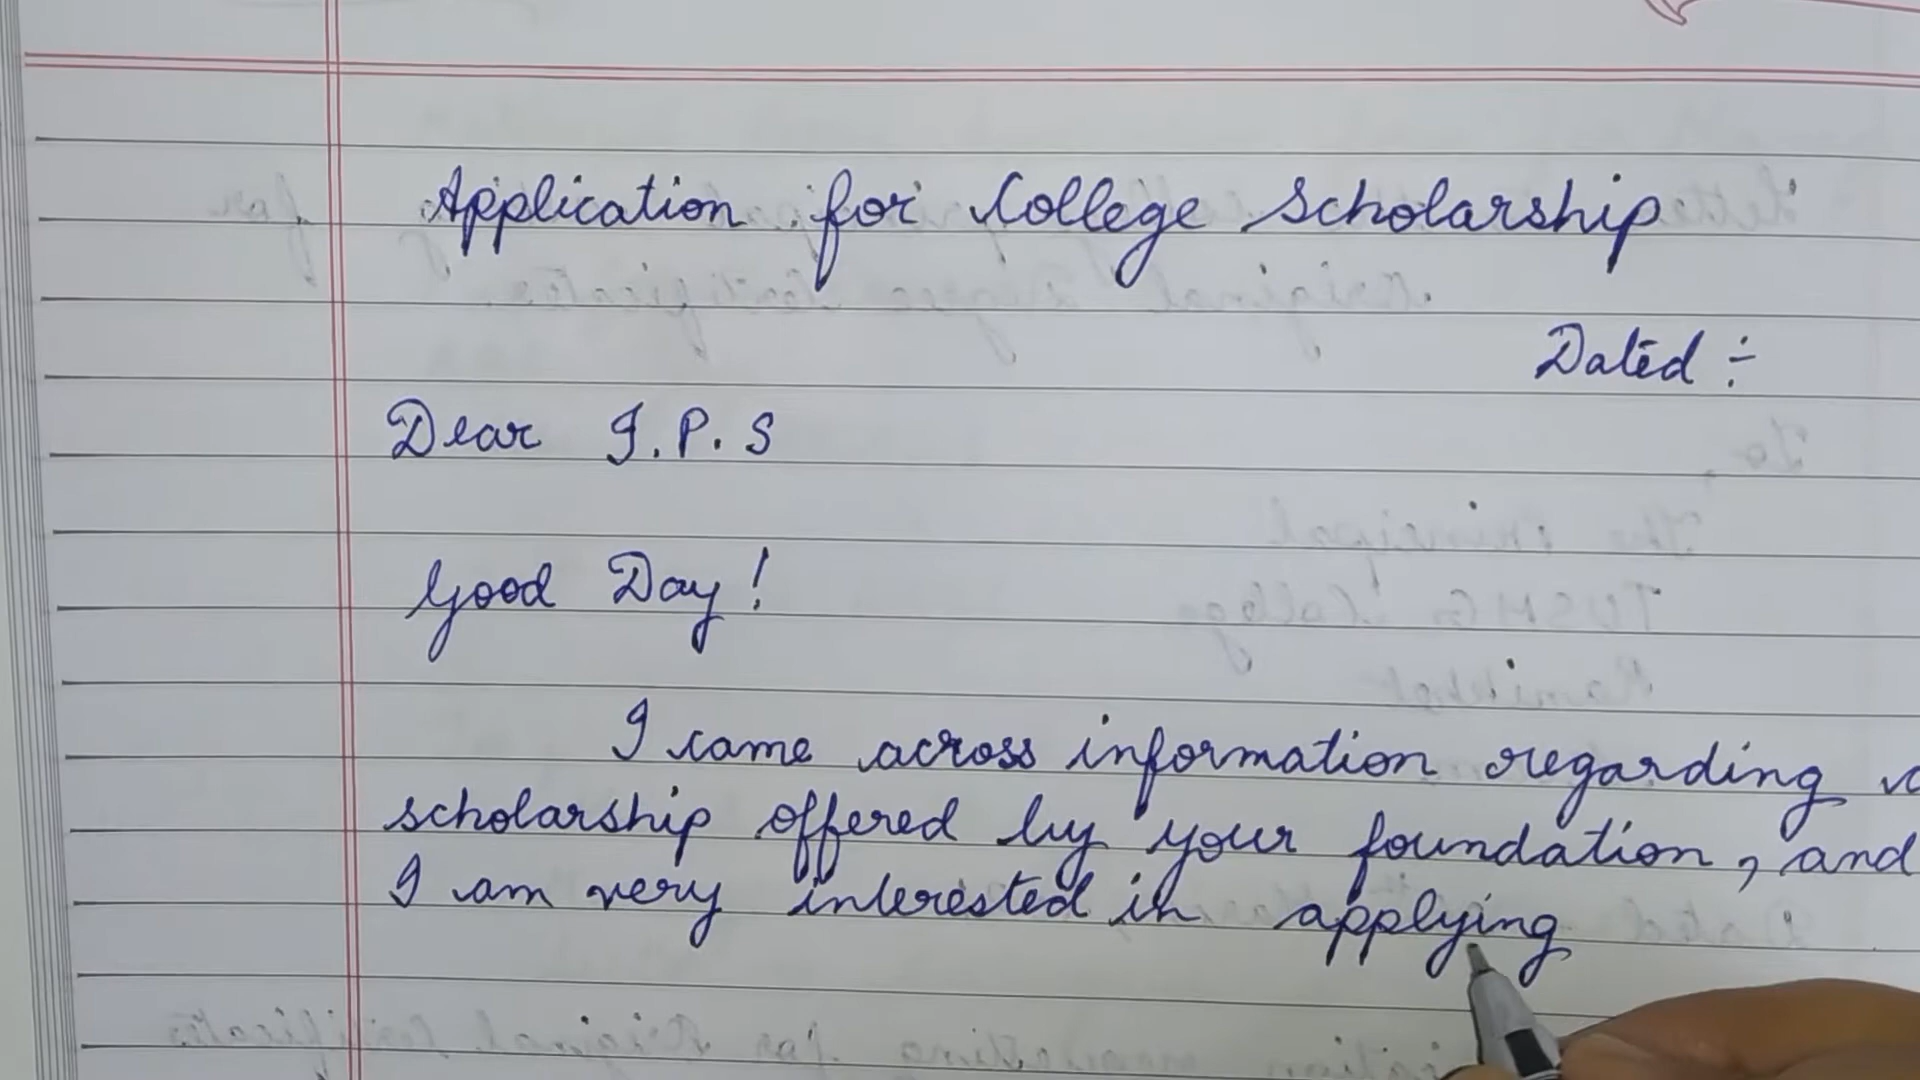 Application for College Scholarship
Dated ÷
Dear I.P.S
Good Day!
I came across information regarding
scholarship offered by your foundation, and
I am very interested in applying